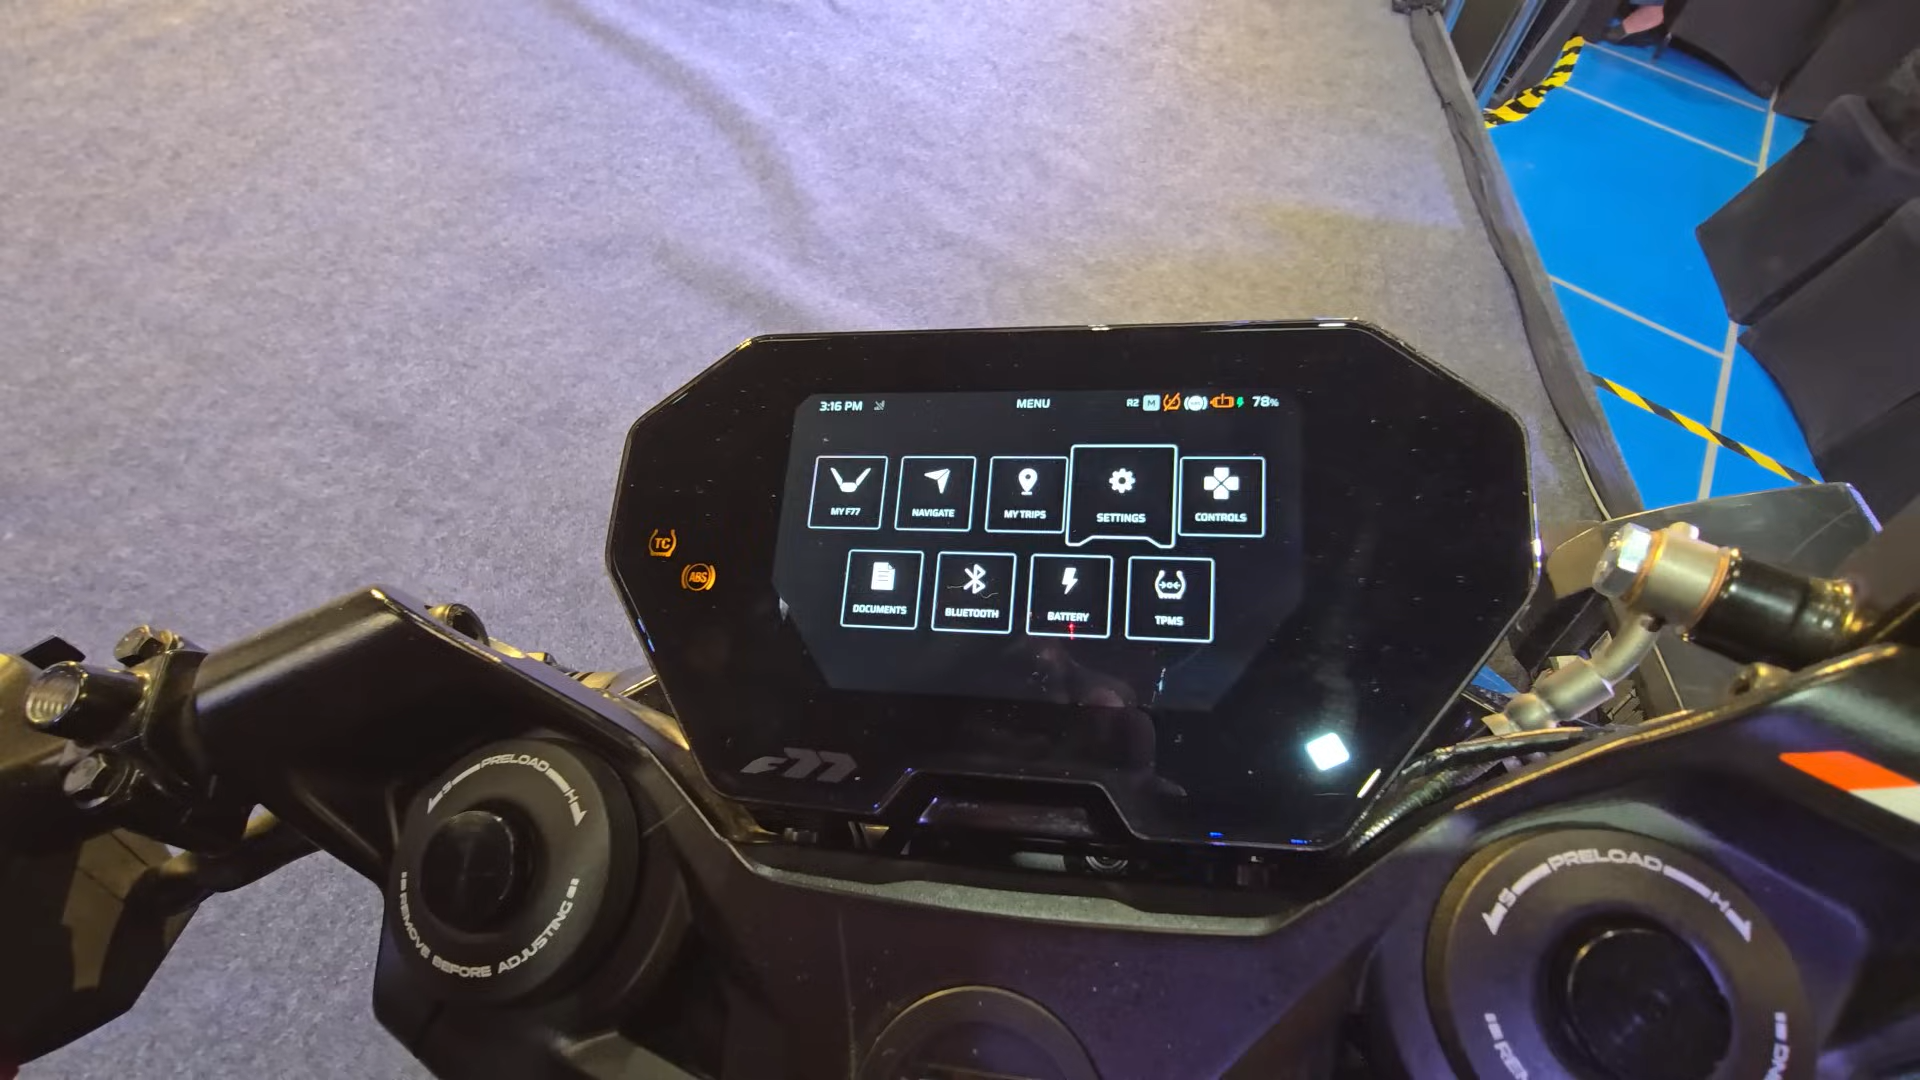 3:16 PM MENU R2 M 78%
MY F77 NAVIGATE MY TRIPS SETTINGS CONTROLS
DOCUMENTS BLUETOOTH BATTERY TPMS
TC
ABS
F77
S PRELOAD H
REMOVE BEFORE ADJUSTING
S PRELOAD H